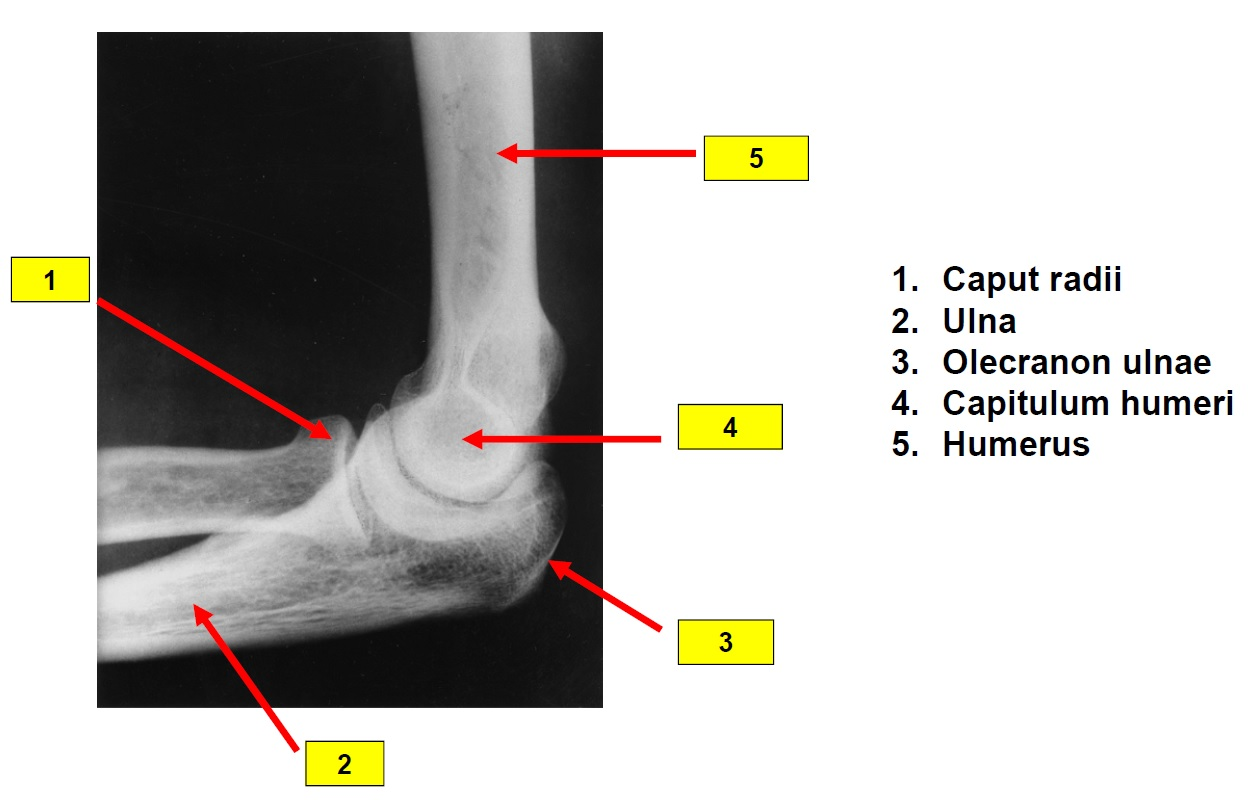 5
1
1. Caput radii
2. Ulna
3. Olecranon ulnae
4. Capitulum humeri
5. Humerus
4
3
2